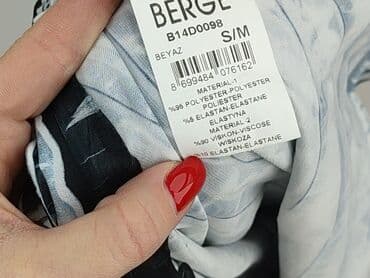 BERGE
B14D0098
BEYAZ S/M
8 699484 076162
MATERIAL-1
%95 POLYESTER-POLYESTER
POLIESTER
%5 ELASTAN-ELASTANE
ELASTYNA
MATERIAL-2
%90 VISKON-VISCOSE
WISKOZA
%10 ELASTAN-ELASTANE